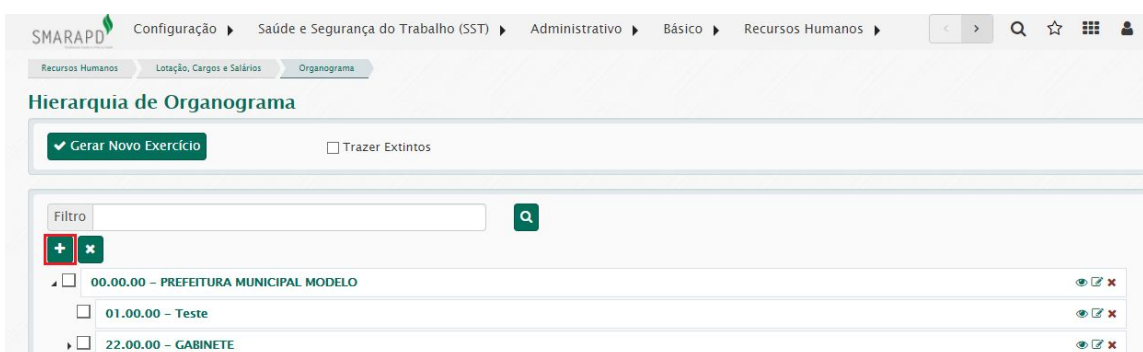 SMARAPD Configuração Saúde e Segurança do Trabalho (SST) Administrativo Básico Recursos Humanos
Recursos Humanos Lotação, Cargos e Salários Organograma
Hierarquia de Organograma
Gerar Novo Exercício Trazer Extintos
Filtro
00.00.00 – PREFEITURA MUNICIPAL MODELO
01.00.00 – Teste
22.00.00 – GABINETE